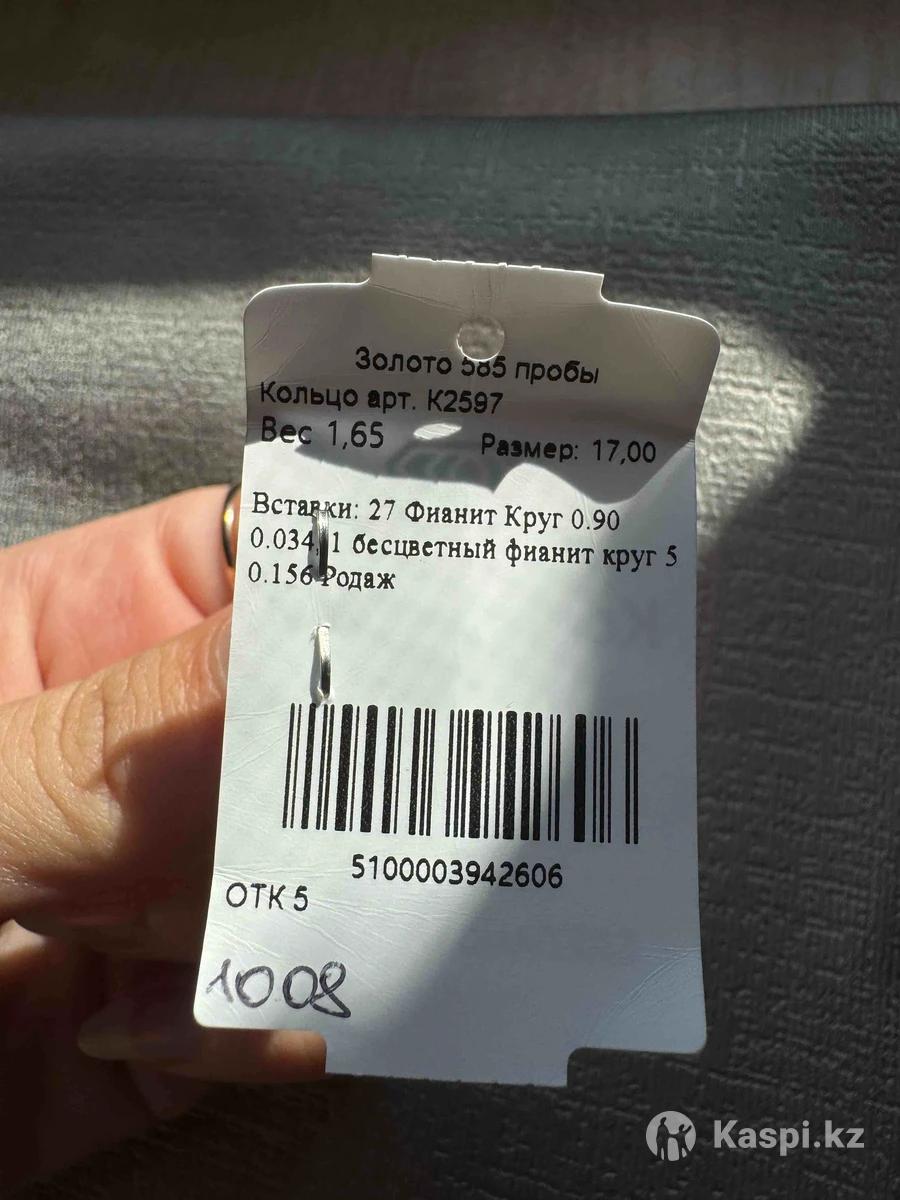 Золото 585 пробы
Кольцо арт. К2597
Вес 1,65 Размер: 17,00
Вставки: 27 Фианит Круг 0.90
0.034, 1 бесцветный фианит круг 5
0.156 Родаж
5100003942606
ОТК 5
1008
Kaspi.kz